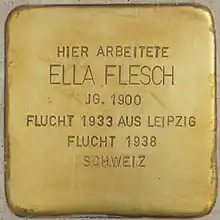 HIER ARBEITETE
ELLA FLESCH
JG. 1900
FLUCHT 1933 AUS LEIPZIG
FLUCHT 1938
SCHWEIZ